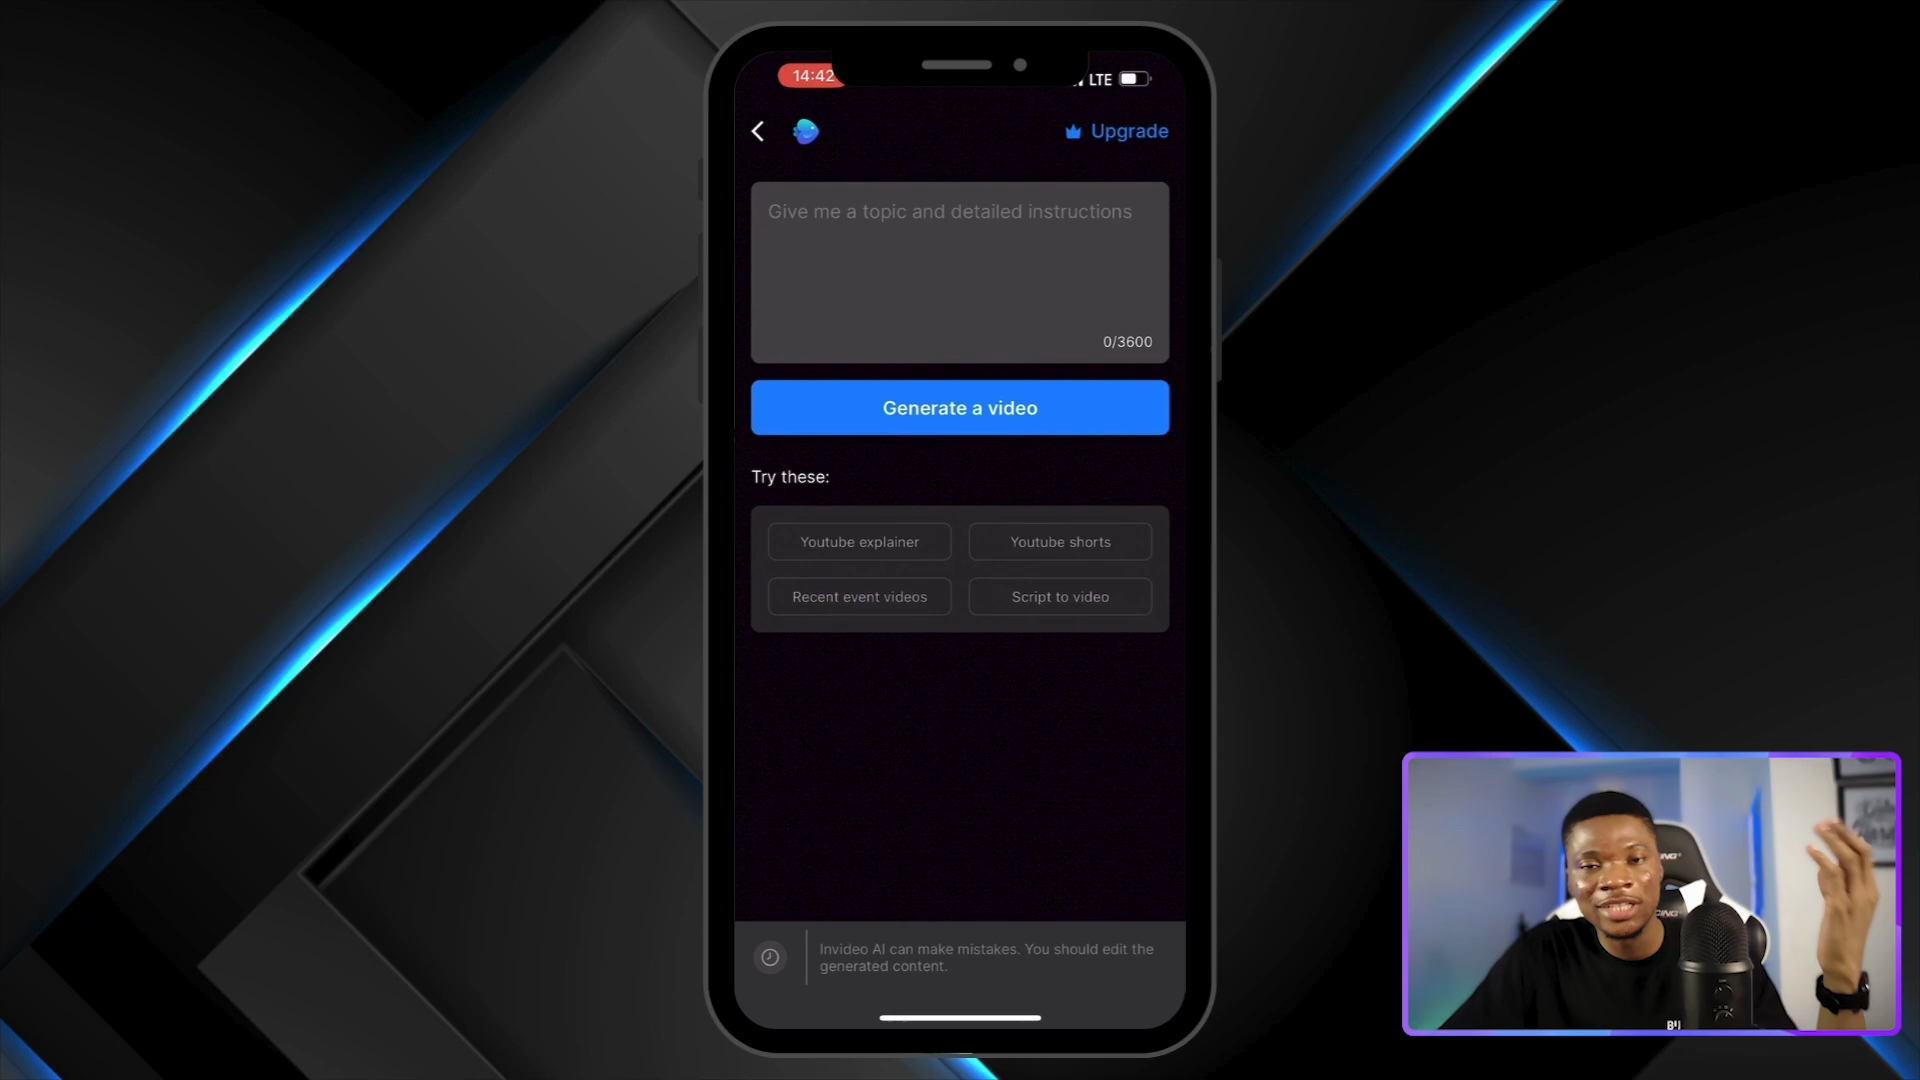 14:42
LTE
Upgrade
Give me a topic and detailed instructions
0/3600
Generate a video
Try these:
Youtube explainer
Youtube shorts
Recent event videos
Script to video
Invideo AI can make mistakes. You should edit the
generated content.